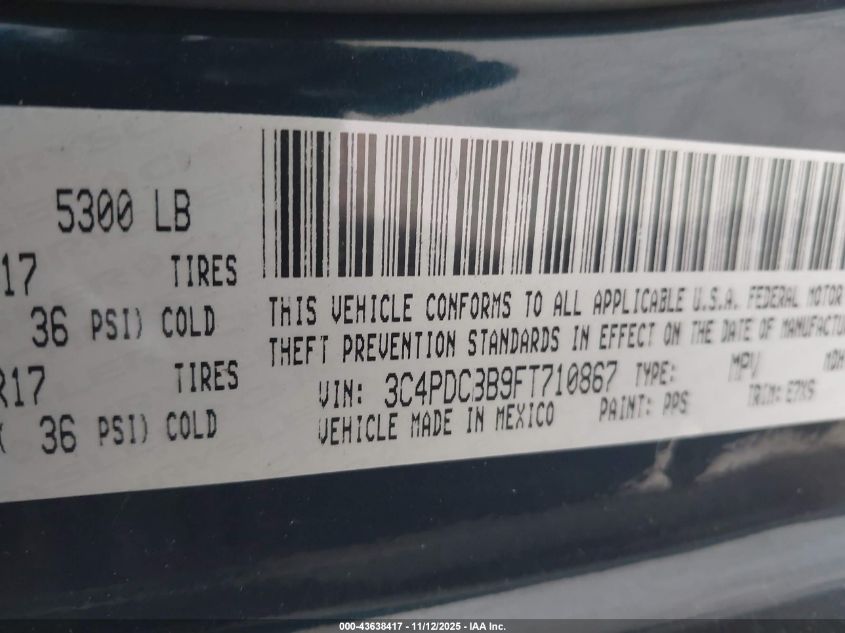 5300 LB
17 TIRES
36 PSI) COLD
R17 TIRES
( 36 PSI) COLD
THIS VEHICLE CONFORMS TO ALL APPLICABLE U.S.A. FEDERAL MOTOR
THEFT PREVENTION STANDARDS IN EFFECT ON THE DATE OF MANUFACTU
VIN: 3C4PDC3B9FT710867 TYPE: MPV
VEHICLE MADE IN MEXICO PAINT: PPS TRIM:
000-43638417 - 11/12/2025 - IAA Inc.